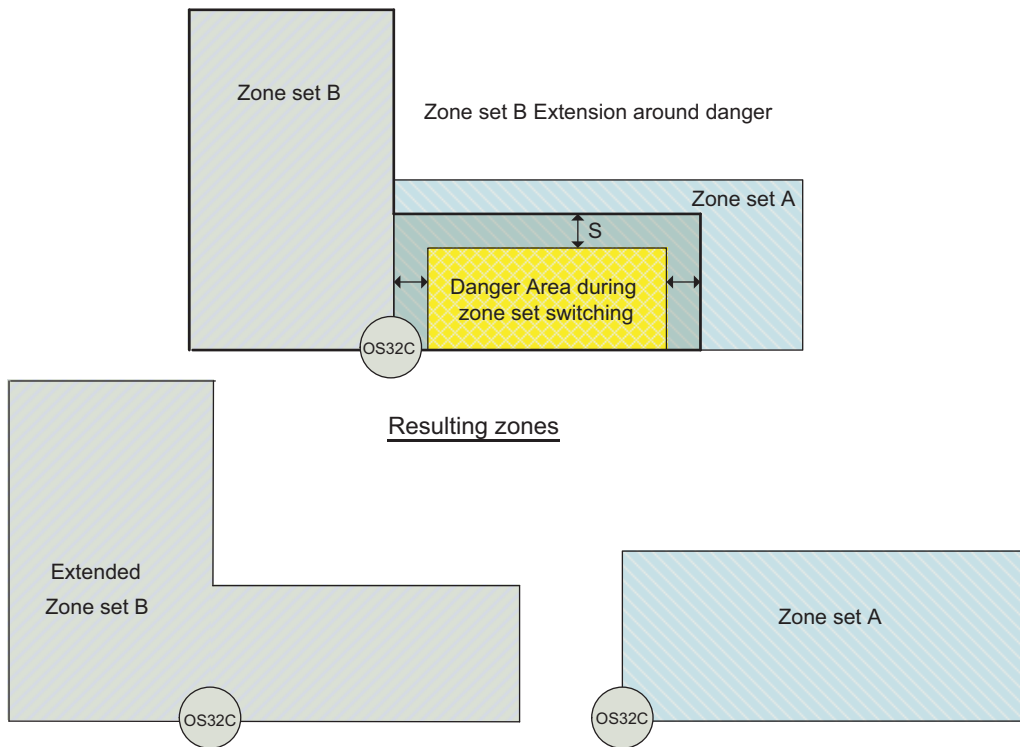 Zone set B
Zone set B Extension around danger
Zone set A
S
Danger Area during
zone set switching
OS32C
Resulting zones
Extended
Zone set B
Zone set A
OS32C
OS32C